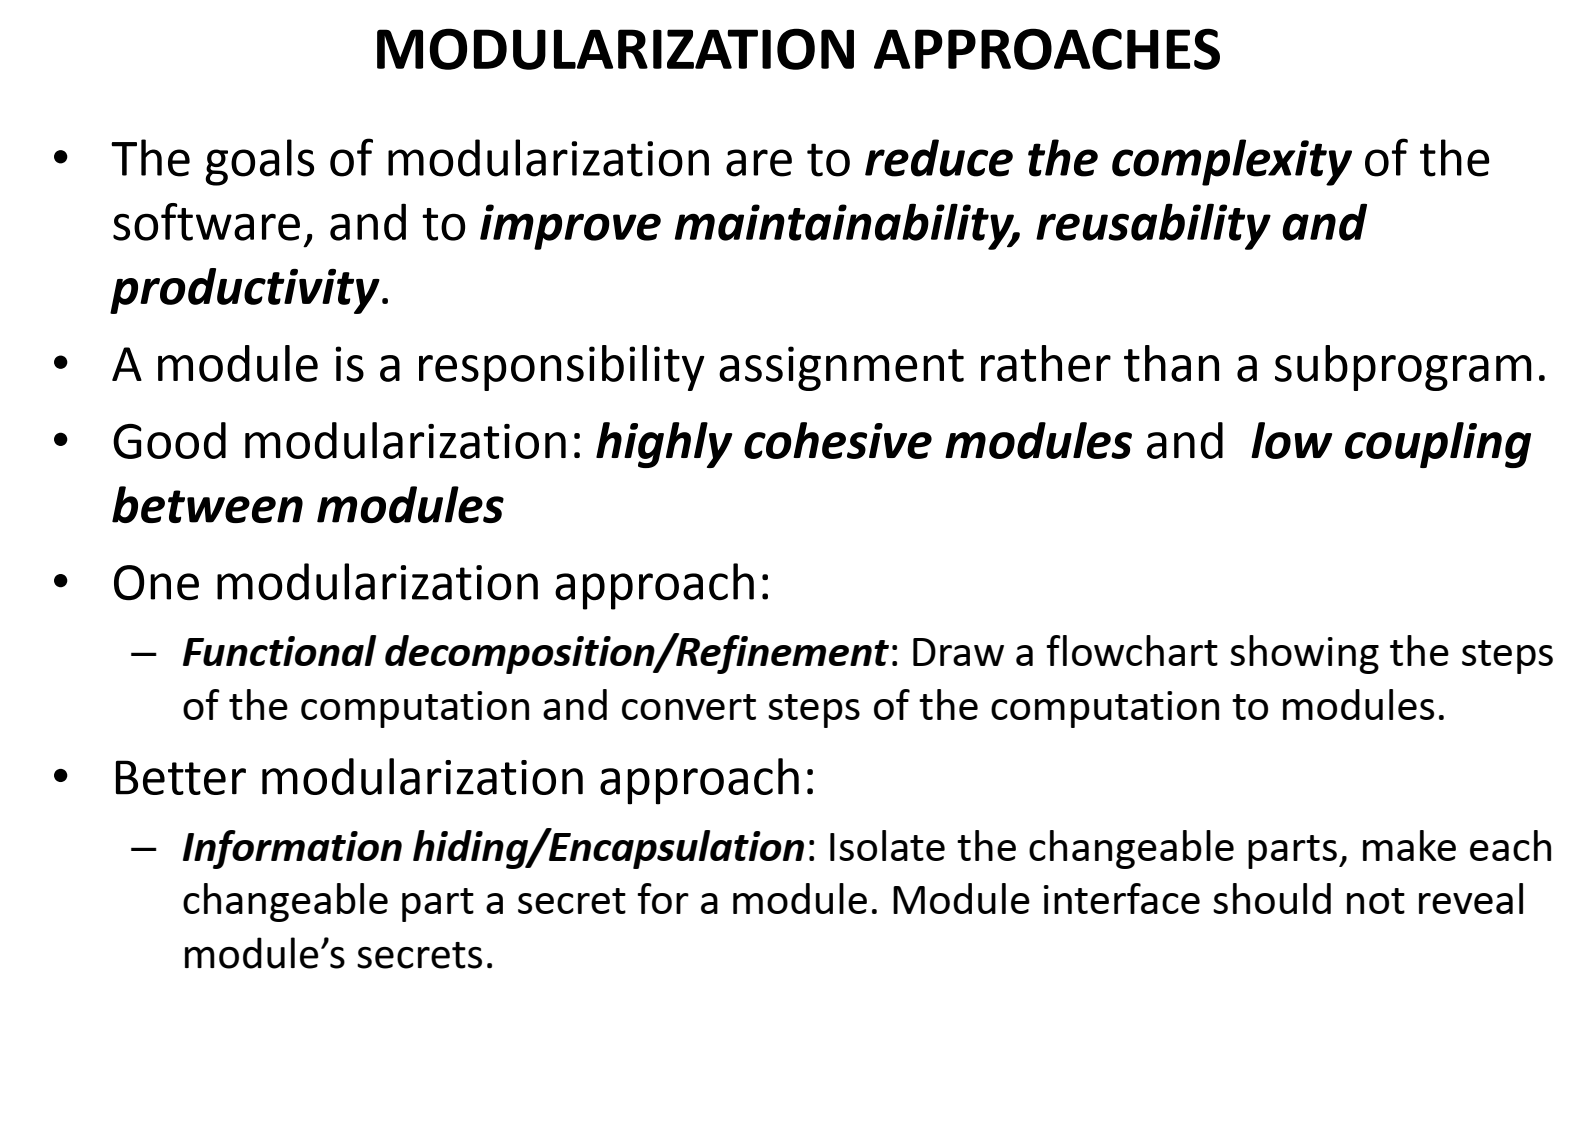 MODULARIZATION APPROACHES
• The goals of modularization are to reduce the complexity of the
software, and to improve maintainability, reusability and
productivity.
• A module is a responsibility assignment rather than a subprogram.
• Good modularization: highly cohesive modules and low coupling
between modules
• One modularization approach:
– Functional decomposition/Refinement: Draw a flowchart showing the steps
of the computation and convert steps of the computation to modules.
• Better modularization approach:
– Information hiding/Encapsulation: Isolate the changeable parts, make each
changeable part a secret for a module. Module interface should not reveal
module’s secrets.